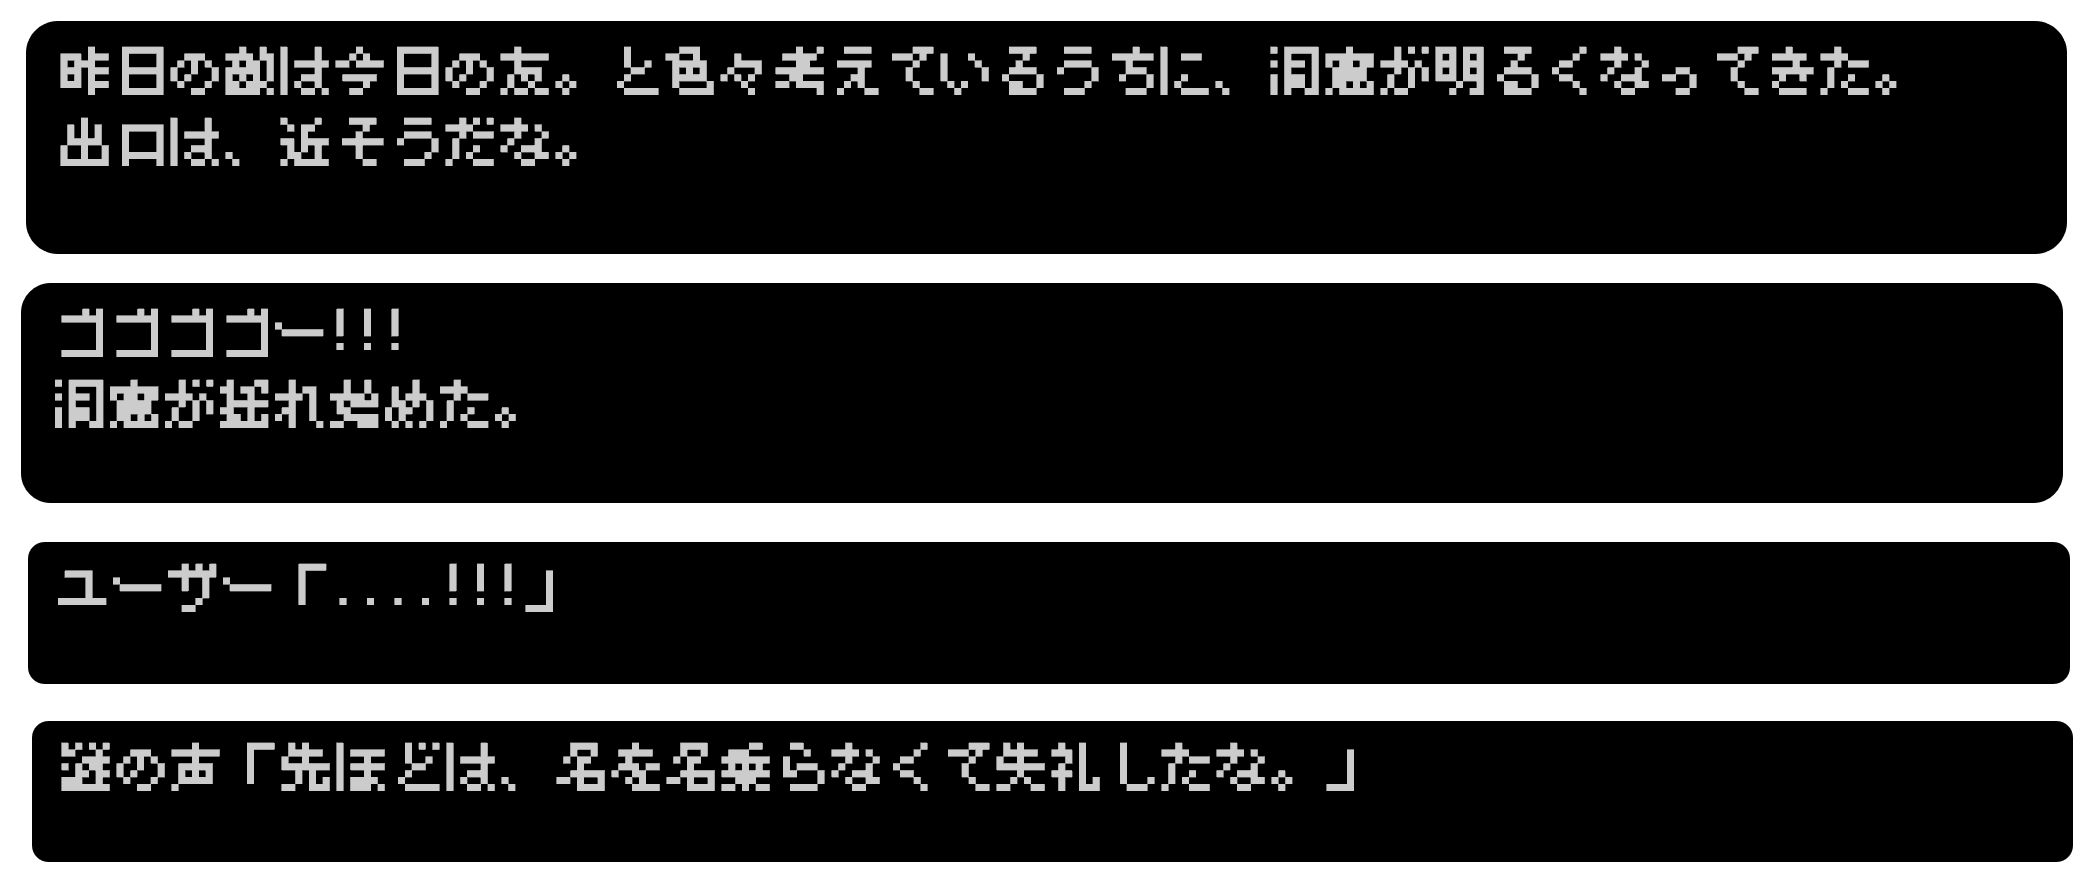 昨日の敵は今日の友。と色々考えているうちに、洞窟が明るくなってきた。
出口は、近そうだな。
ゴゴゴゴー!!!
洞窟が揺れ始めた。
ユーザー「....!!!」
謎の声「先ほどは、名を名乗らなくて失礼したな。」